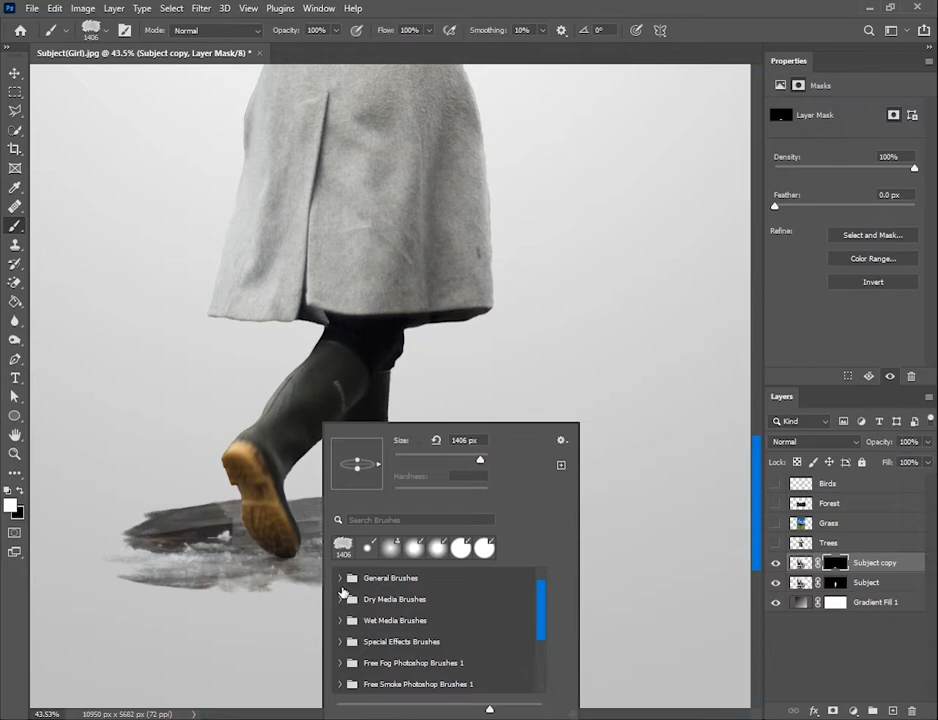 Ps File Edit Image Layer Type Select Filter 3D View Plugins Window Help
1406 Mode: Normal Opacity: 100% Flow: 100% Smoothing: 10% 0°
Subject(Girl).jpg @ 43.5% (Subject copy, Layer Mask/8) * ×
Properties
Masks
Layer Mask
Density: 100%
Feather: 0.0 px
Refine:
Select and Mask...
Color Range...
Invert
Layers
Kind
Normal Opacity: 100%
Lock: Fill: 100%
Birds
Forest
Grass
Trees
Subject copy
Subject
Gradient Fill 1
Size: 1406 px
Hardness:
Search Brushes
1406
General Brushes
Dry Media Brushes
Wet Media Brushes
Special Effects Brushes
Free Fog Photoshop Brushes 1
Free Smoke Photoshop Brushes 1
43.53% 10950 px x 5682 px (72 ppi)